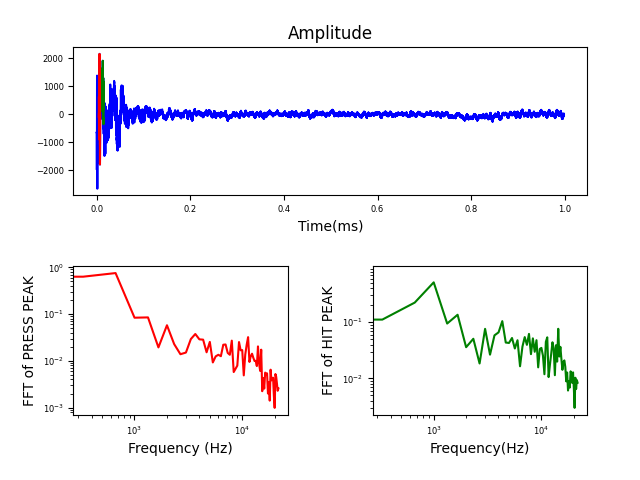 Amplitude
2000
1000
0
−1000
−2000
0.0 0.2 0.4 0.6 0.8 1.0
Time(ms)
FFT of PRESS PEAK
10⁰
10⁻¹
10⁻²
10⁻³
10³ 10⁴
Frequency (Hz)
FFT of HIT PEAK
10⁻¹
10⁻²
10³ 10⁴
Frequency(Hz)